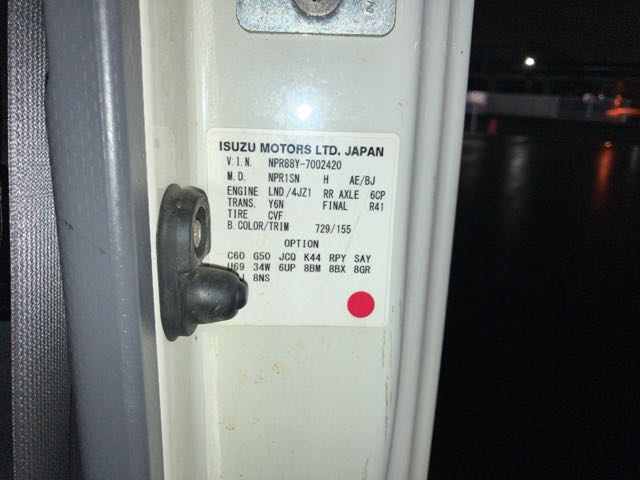 ISUZU MOTORS LTD. JAPAN
V.I.N. NPR88Y-7002420
M.D. NPR1SN H AE/BJ
ENGINE LND/4JZ1 RR AXLE 6CP
TRANS. Y6N FINAL R41
TIRE CVF
B.COLOR/TRIM 729/155
OPTION
C60 G50 JCQ K44 RPY SAY
U69 34W 6UP 8BM 8BX 8GR
8NS